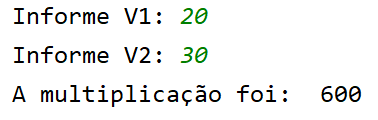 Informe V1: 20
Informe V2: 30
A multiplicação foi:  600